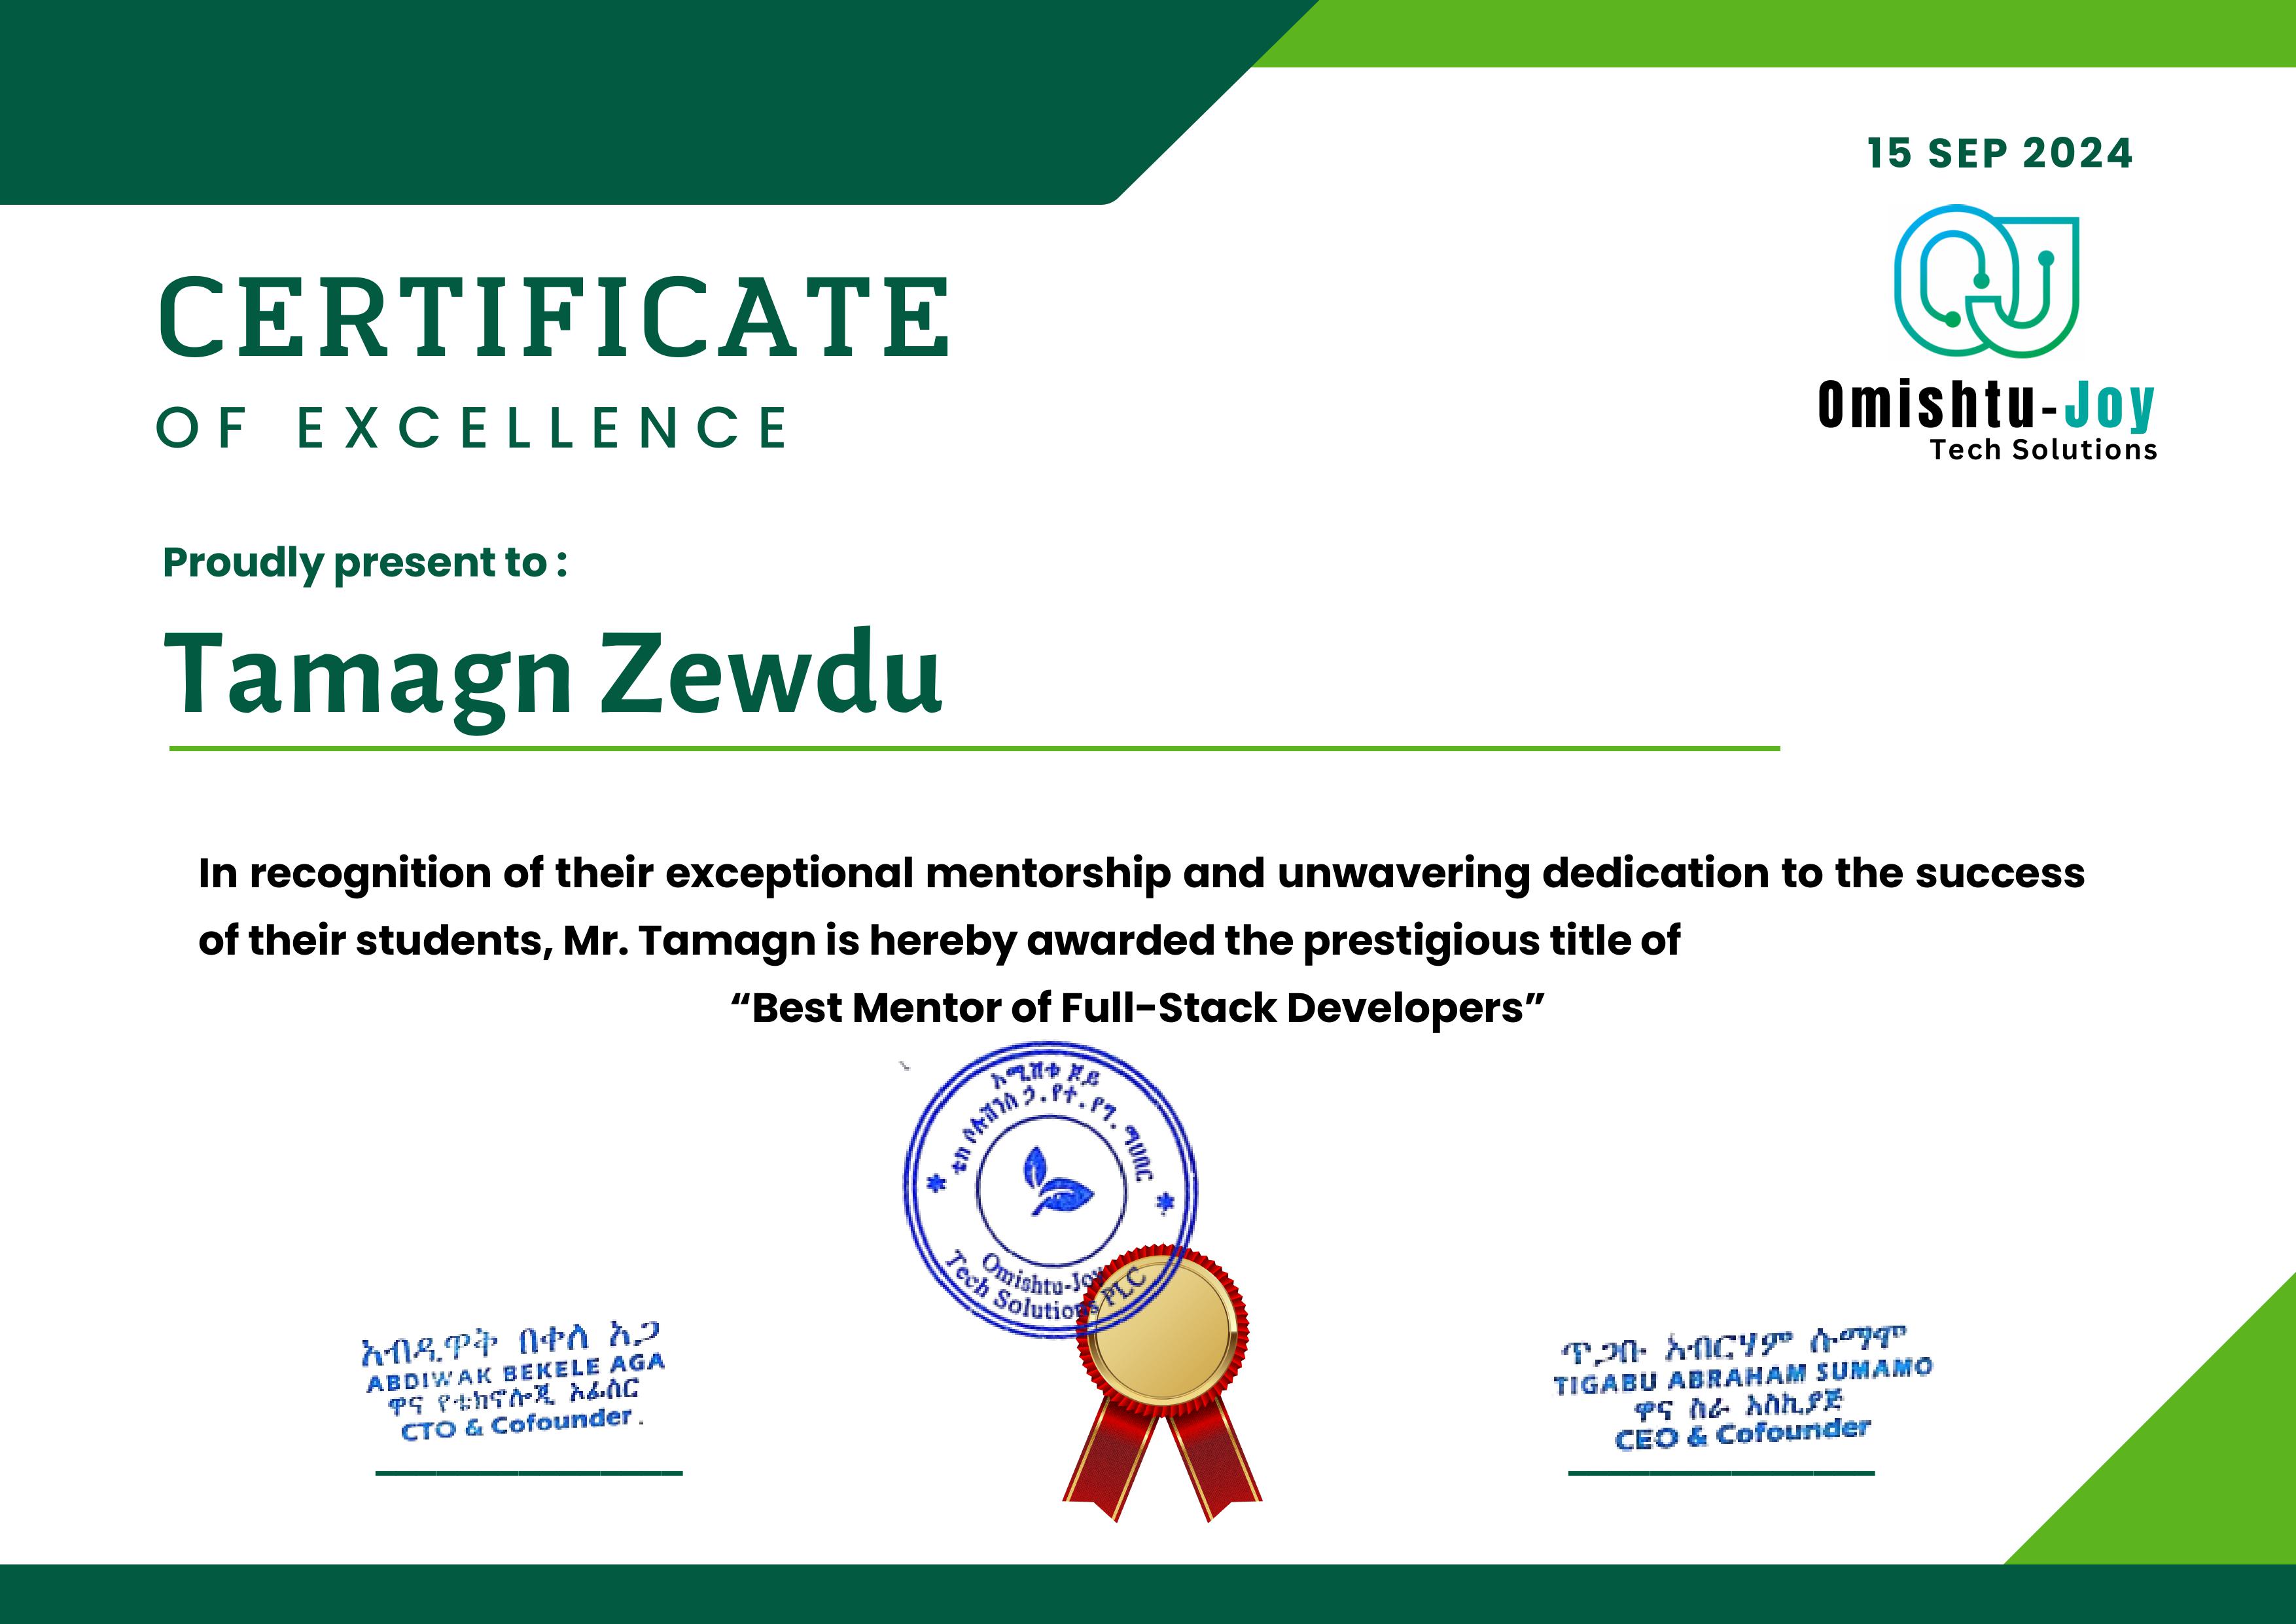 15 SEP 2024
Omishtu-Joy
Tech Solutions
CERTIFICATE
OF EXCELLENCE
Proudly present to :
Tamagn Zewdu
In recognition of their exceptional mentorship and unwavering dedication to the success
of their students, Mr. Tamagn is hereby awarded the prestigious title of
“Best Mentor of Full-Stack Developers”
ኦሚሽቱ ጆይ
ቴክ ሶሉሽንስ ኃ.የተ.የግ. ማህበር
Omishtu-Joy
Tech Solutions PLC
አብዲዋቅ በቀለ አጋ
ABDIWAK BEKELE AGA
ዋና የቴክኖሎጂ ኦፊሰር
CTO & Cofounder
ጥጋቡ አብርሃም ሱማሞ
TIGABU ABRAHAM SUMAMO
ዋና ስራ አስኪያጅ
CEO & Cofounder